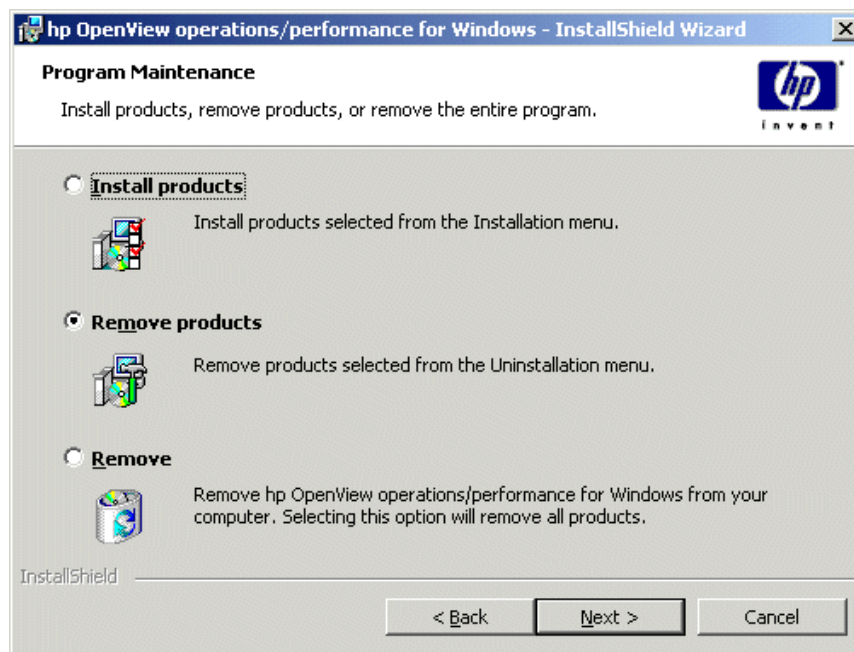 hp OpenView operations/performance for Windows - InstallShield Wizard
Program Maintenance
Install products, remove products, or remove the entire program.
hp
invent
Install products
Install products selected from the Installation menu.
Remove products
Remove products selected from the Uninstallation menu.
Remove
Remove hp OpenView operations/performance for Windows from your
computer. Selecting this option will remove all products.
InstallShield
< Back
Next >
Cancel